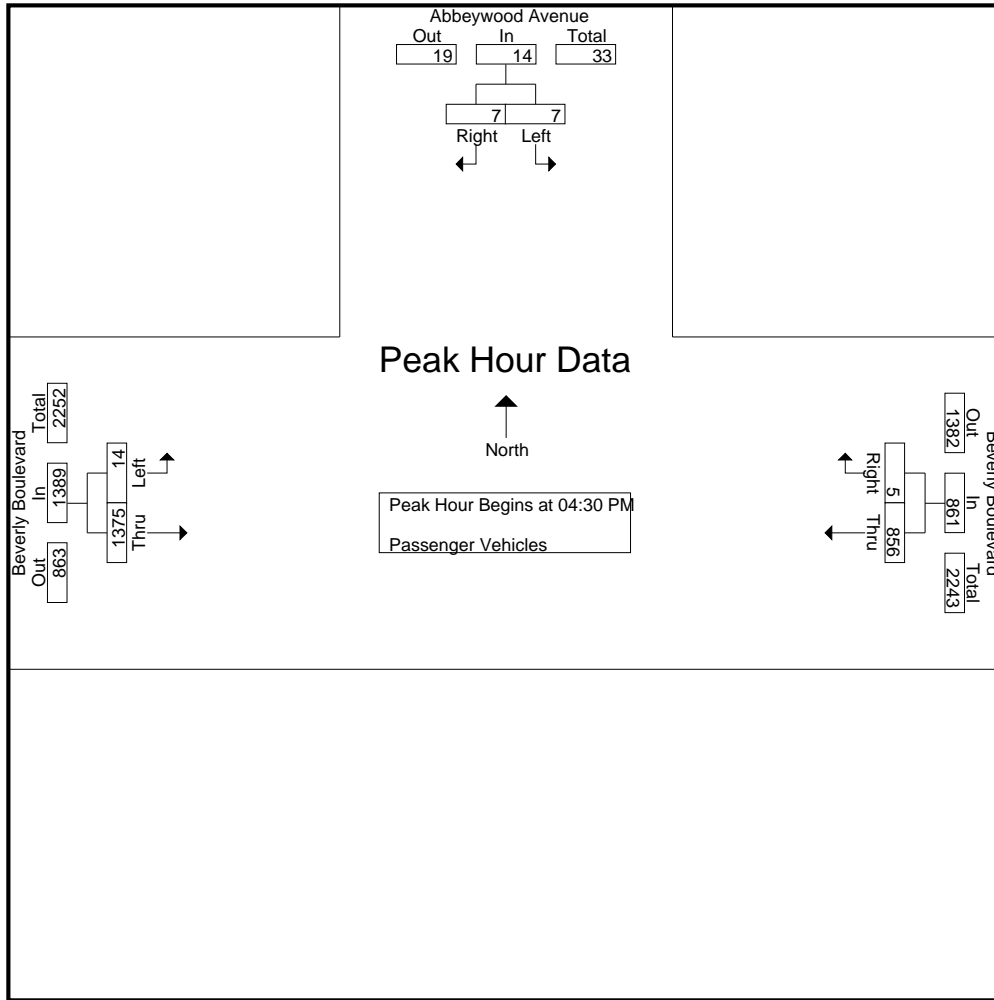 Abbeywood Avenue
Out In Total
19 14 33
7 7
Right Left
Peak Hour Data
North
Peak Hour Begins at 04:30 PM
Passenger Vehicles
Beverly Boulevard
Out In Total
863 1389 2252
14 1375
Left Thru
Beverly Boulevard
Out In Total
1382 861 2243
5 856
Right Thru